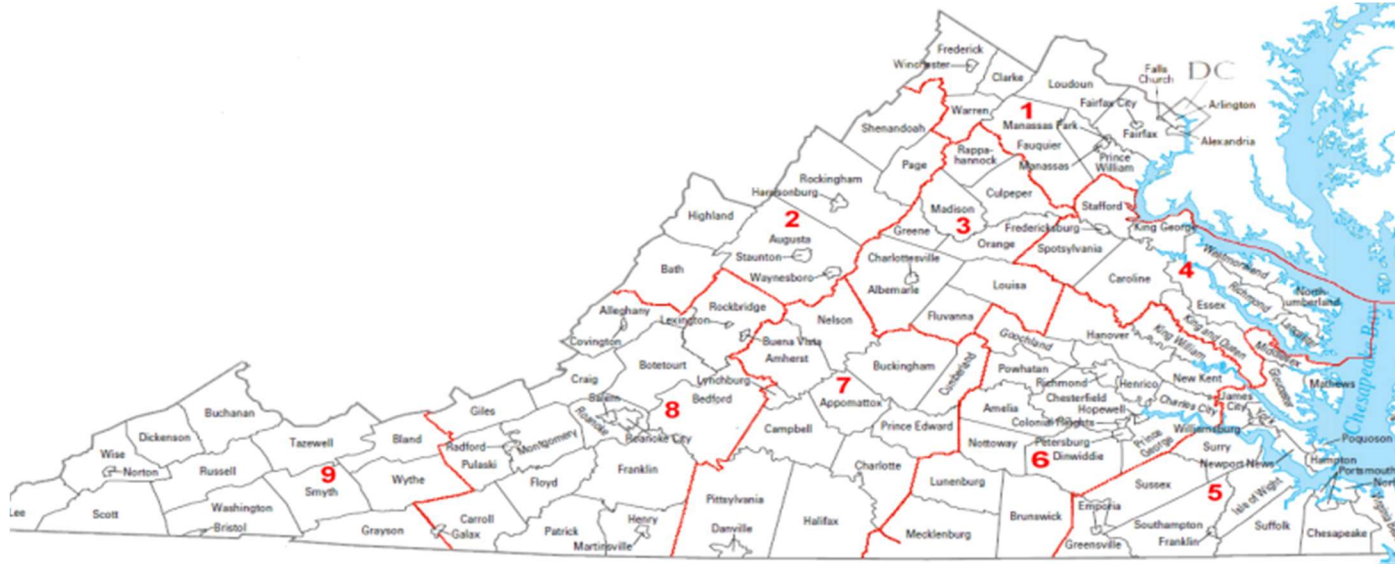 Frederick
Winchester
Clarke
Loudoun
Falls
Church
DC
Arlington
Fairfax City
Fairfax
Alexandria
Warren
1
Manassas Park
Fauquier
Manassas
Prince
William
Shenandoah
Page
Rappa-
hannock
Culpeper
Stafford
King George
Rockingham
Harrisonburg
Madison
3
Greene
Orange
Fredericksburg
Spotsylvania
Highland
2
Augusta
Staunton
Waynesboro
Charlottesville
Albemarle
Louisa
Caroline
4
Westmoreland
Richmond
North-
umberland
Lancaster
Essex
King and Queen
King William
Middlesex
Gloucester
Mathews
Chesapeake Bay
Bath
Alleghany
Rockbridge
Lexington
Covington
Nelson
Fluvanna
Goochland
Hanover
Buena Vista
Amherst
Buckingham
Cumberland
Powhatan
Richmond
Henrico
New Kent
Botetourt
Craig
Lynchburg
Bedford
7
Appomattox
Chesterfield
Charles City
James
City
York
Amelia
Hopewell
Colonial Heights
Williamsburg
Giles
Salem
Roanoke
Roanoke City
8
Campbell
Prince Edward
Nottoway
Petersburg
Dinwiddie
6
Prince
George
Surry
Poquoson
Hampton
Newport News
Portsmouth
Nor
Virginia Be
Buchanan
Dickenson
Wise
Norton
Tazewell
Bland
Radford
Montgomery
Pulaski
Russell
9
Smyth
Wythe
Floyd
Franklin
Charlotte
Lunenburg
Sussex
5
Isle of Wight
Lee
Scott
Washington
Bristol
Grayson
Carroll
Galax
Patrick
Henry
Martinsville
Pittsylvania
Danville
Halifax
Mecklenburg
Brunswick
Emporia
Greensville
Southampton
Franklin
Suffolk
Chesapeake